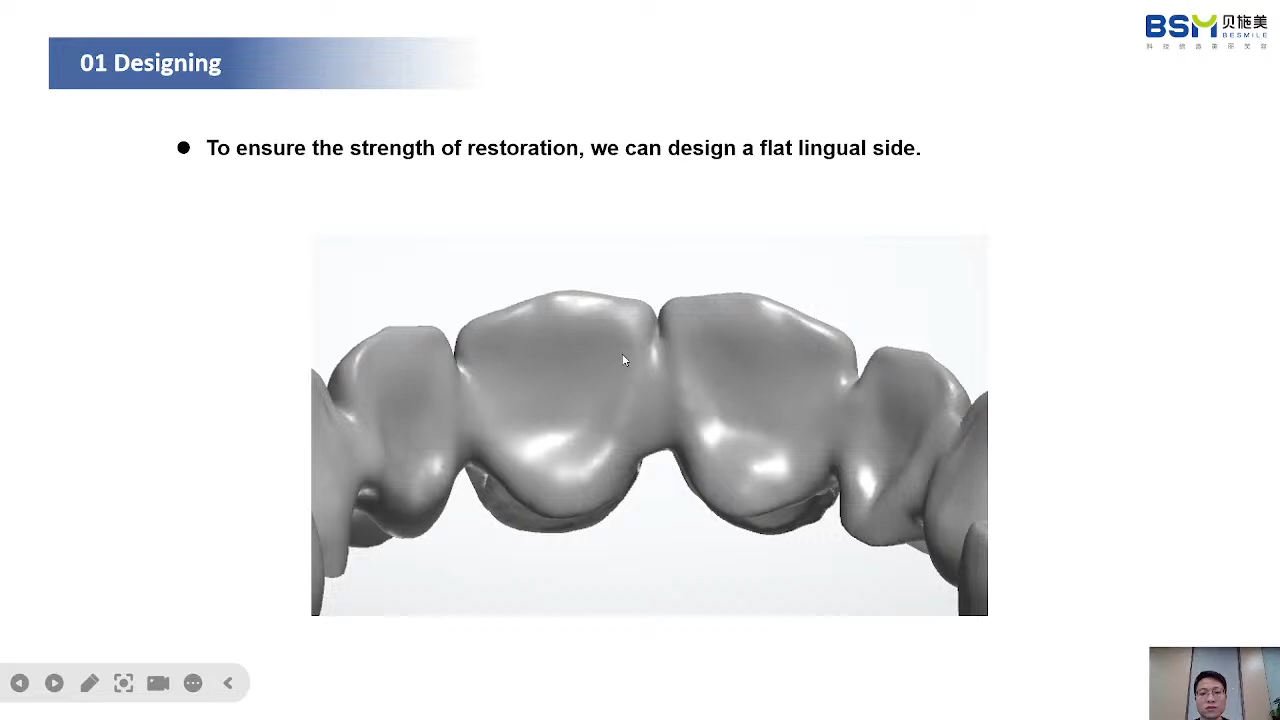 01 Designing
BSM 贝施美
BESMILE
● To ensure the strength of restoration, we can design a flat lingual side.